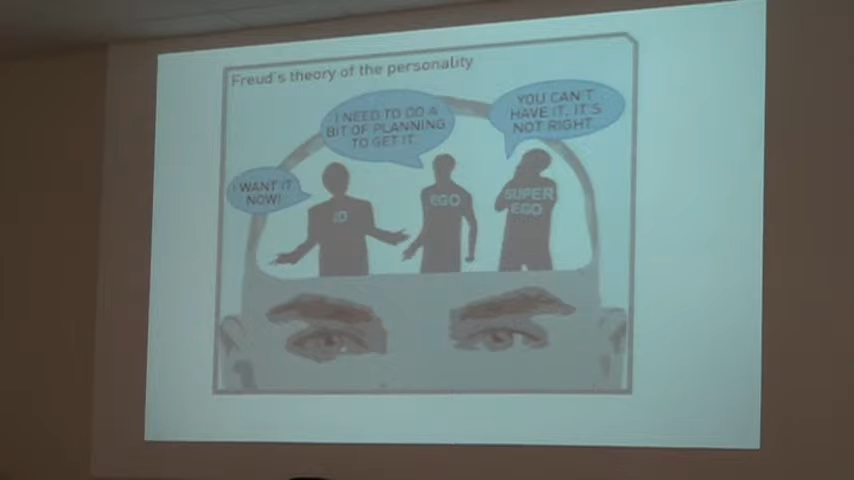 Freud's theory of the personality
I WANT IT
NOW!
I NEED TO DO A
BIT OF PLANNING
TO GET IT.
YOU CAN'T
HAVE IT. IT'S
NOT RIGHT.
ID
EGO
SUPER
EGO